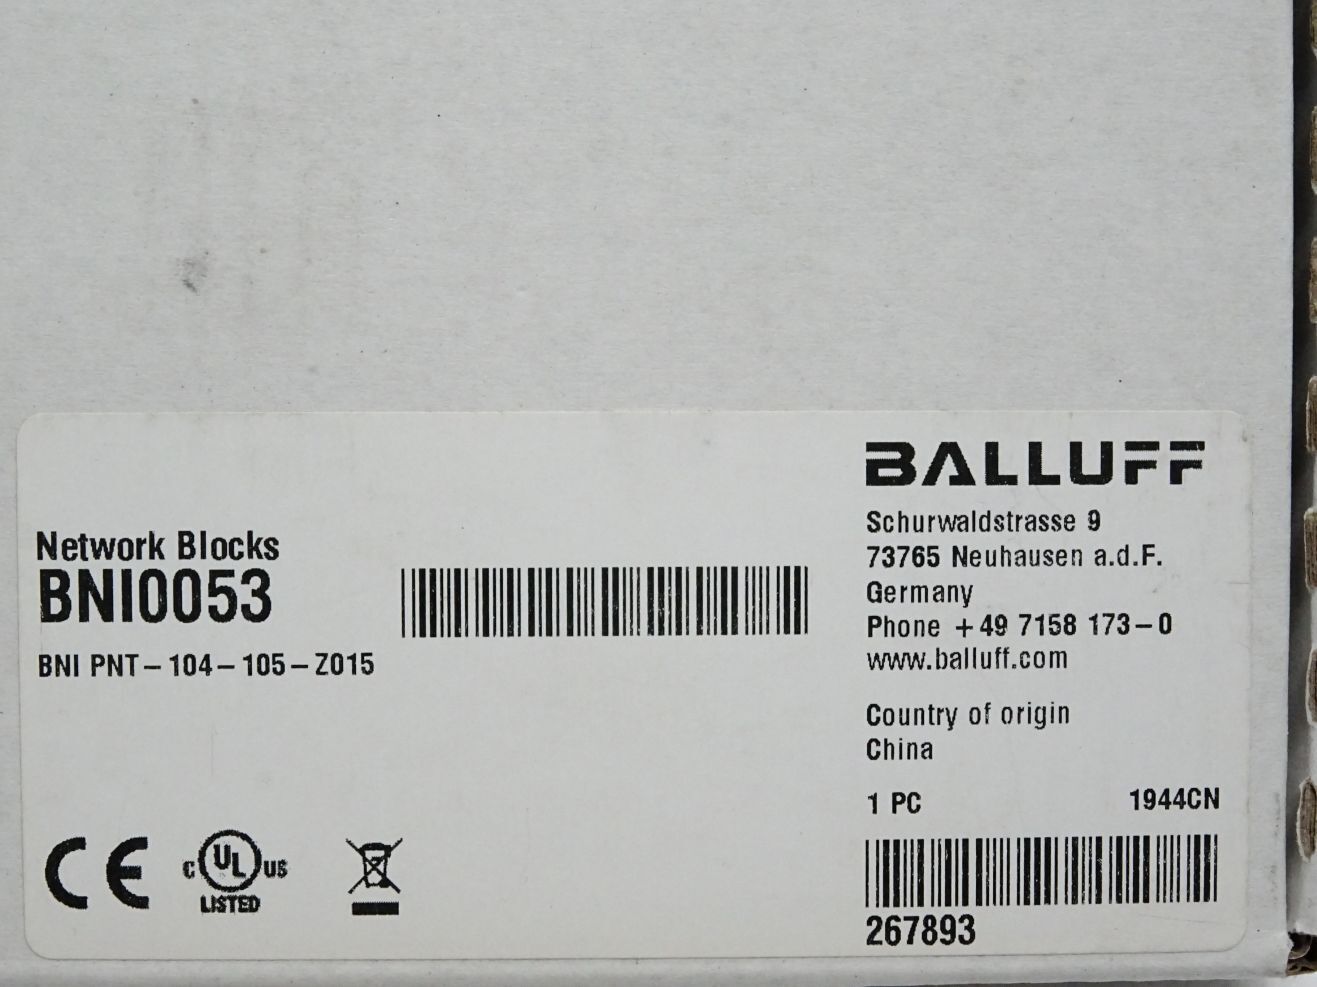 Network Blocks
BNI0053
BNI PNT-104-105-Z015
CE
c UL us
LISTED
BALLUFF
Schurwaldstrasse 9
73765 Neuhausen a.d.F.
Germany
Phone +49 7158 173-0
www.balluff.com
Country of origin
China
1 PC 1944CN
267893